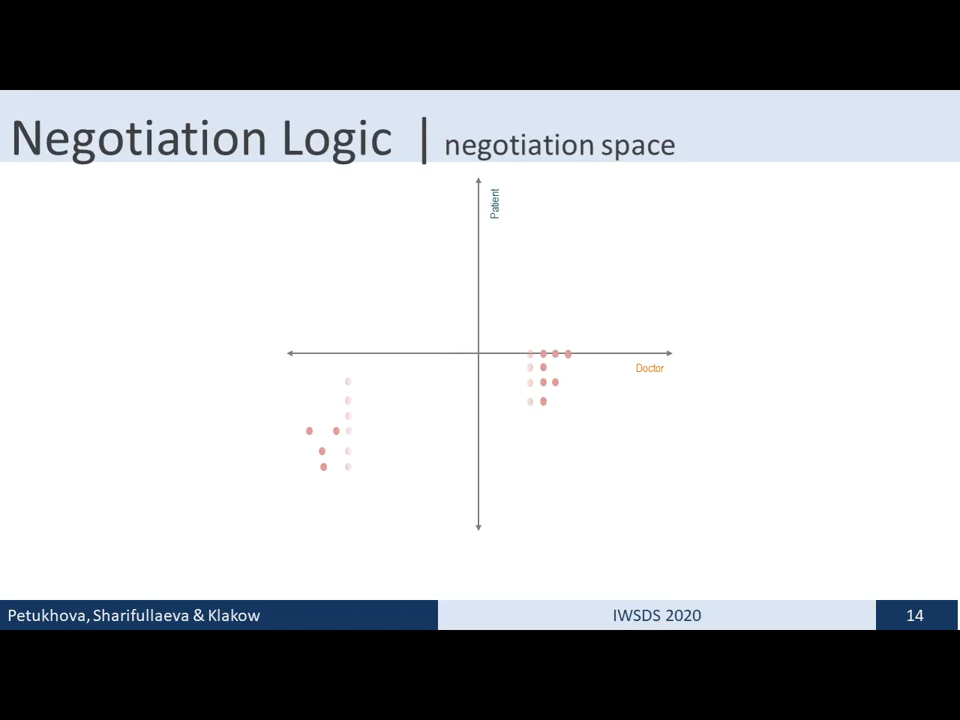 Negotiation Logic | negotiation space
Patient
Doctor
Petukhova, Sharifullaeva & Klakow
IWSDS 2020
14